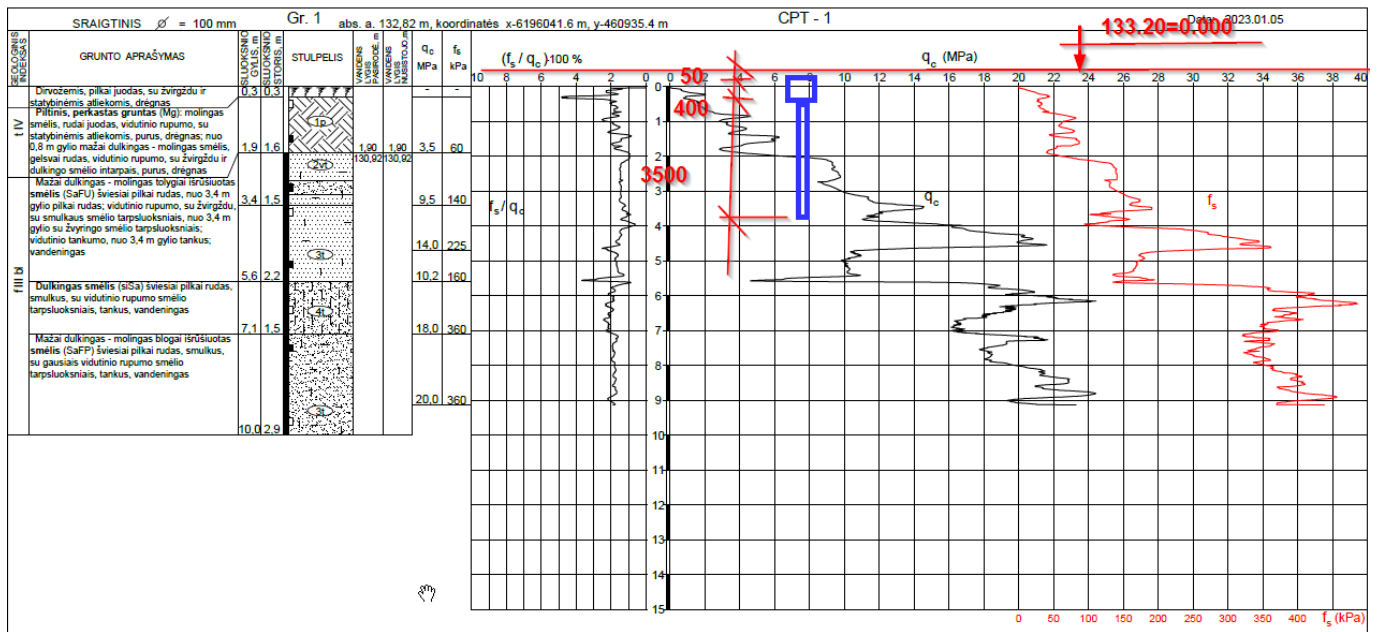 SRAIGTINIS ∅ = 100 mm Gr. 1 abs. a. 132,82 m, koordinatės x-6196041.6 m, y-460935.4 m CPT - 1 Data: 2023.01.05
133.20=0.000
GEOLOGINIS INDEKSAS
GRUNTO APRAŠYMAS
SLUOKSNIO GYLIS, m
SLUOKSNIO STORIS, m
STULPELIS
VANDENS LYGIS PASIRODĖ, m
VANDENS LYGIS NUSISTOJO, m
qc MPa
fs kPa
(fs / qc) 100 %
qc (MPa)
10 9 8 7 6 5 4 3 2 1 0
0 2 4 6 8 10 12 14 16 18 20 22 24 26 28 30 32 34 36 38 40
50
400
3500
Dirvožemis, pilkai juodas, su žvirgždu ir
statybinėmis atliekomis, drėgnas
0,3 0,3 - -
t IV
Piltinis, perkastas gruntas (Mg): molingas
smėlis, rudai juodas, vidutinio rupumo, su
statybinėmis atliekomis, purus, drėgnas; nuo
0,8 m gylio mažai dulkingas - molingas smėlis,
gelsvai rudas, vidutinio rupumo, su žvirgždu ir
dulkingo smėlio intarpais, purus, drėgnas
1,9 1,6 1p 1,90 1,90 3,5 60
130,92 130,92
2vt
f III bl
Mažai dulkingas - molingas tolygiai išrūšiuotas
smėlis (SaFU) šviesiai pilkai rudas, nuo 3,4 m
gylio pilkai rudas; vidutinio rupumo, su žvirgždu,
su smulkaus smėlio tarpsluoksniais, nuo 3,4 m
gylio su žvyringo smėlio tarpsluoksniais;
vidutinio tankumo, nuo 3,4 m gylio tankus;
vandeningas
3,4 1,5 9,5 140
3t 14,0 225
5,6 2,2 10,2 160
Dulkingas smėlis (siSa) šviesiai pilkai rudas,
smulkus, su vidutinio rupumo smėlio
tarpsluoksniais, tankus, vandeningas
4t
7,1 1,5 18,0 360
Mažai dulkingas - molingas blogai išrūšiuotas
smėlis (SaFP) šviesiai pilkai rudas, smulkus,
su gausiais vidutinio rupumo smėlio
tarpsluoksniais, tankus, vandeningas
3t 20,0 360
10,0 2,9
fs / qc
qc
fs
0
1
2
3
4
5
6
7
8
9
10
11
12
13
14
15
0 50 100 150 200 250 300 350 400 fs (kPa)